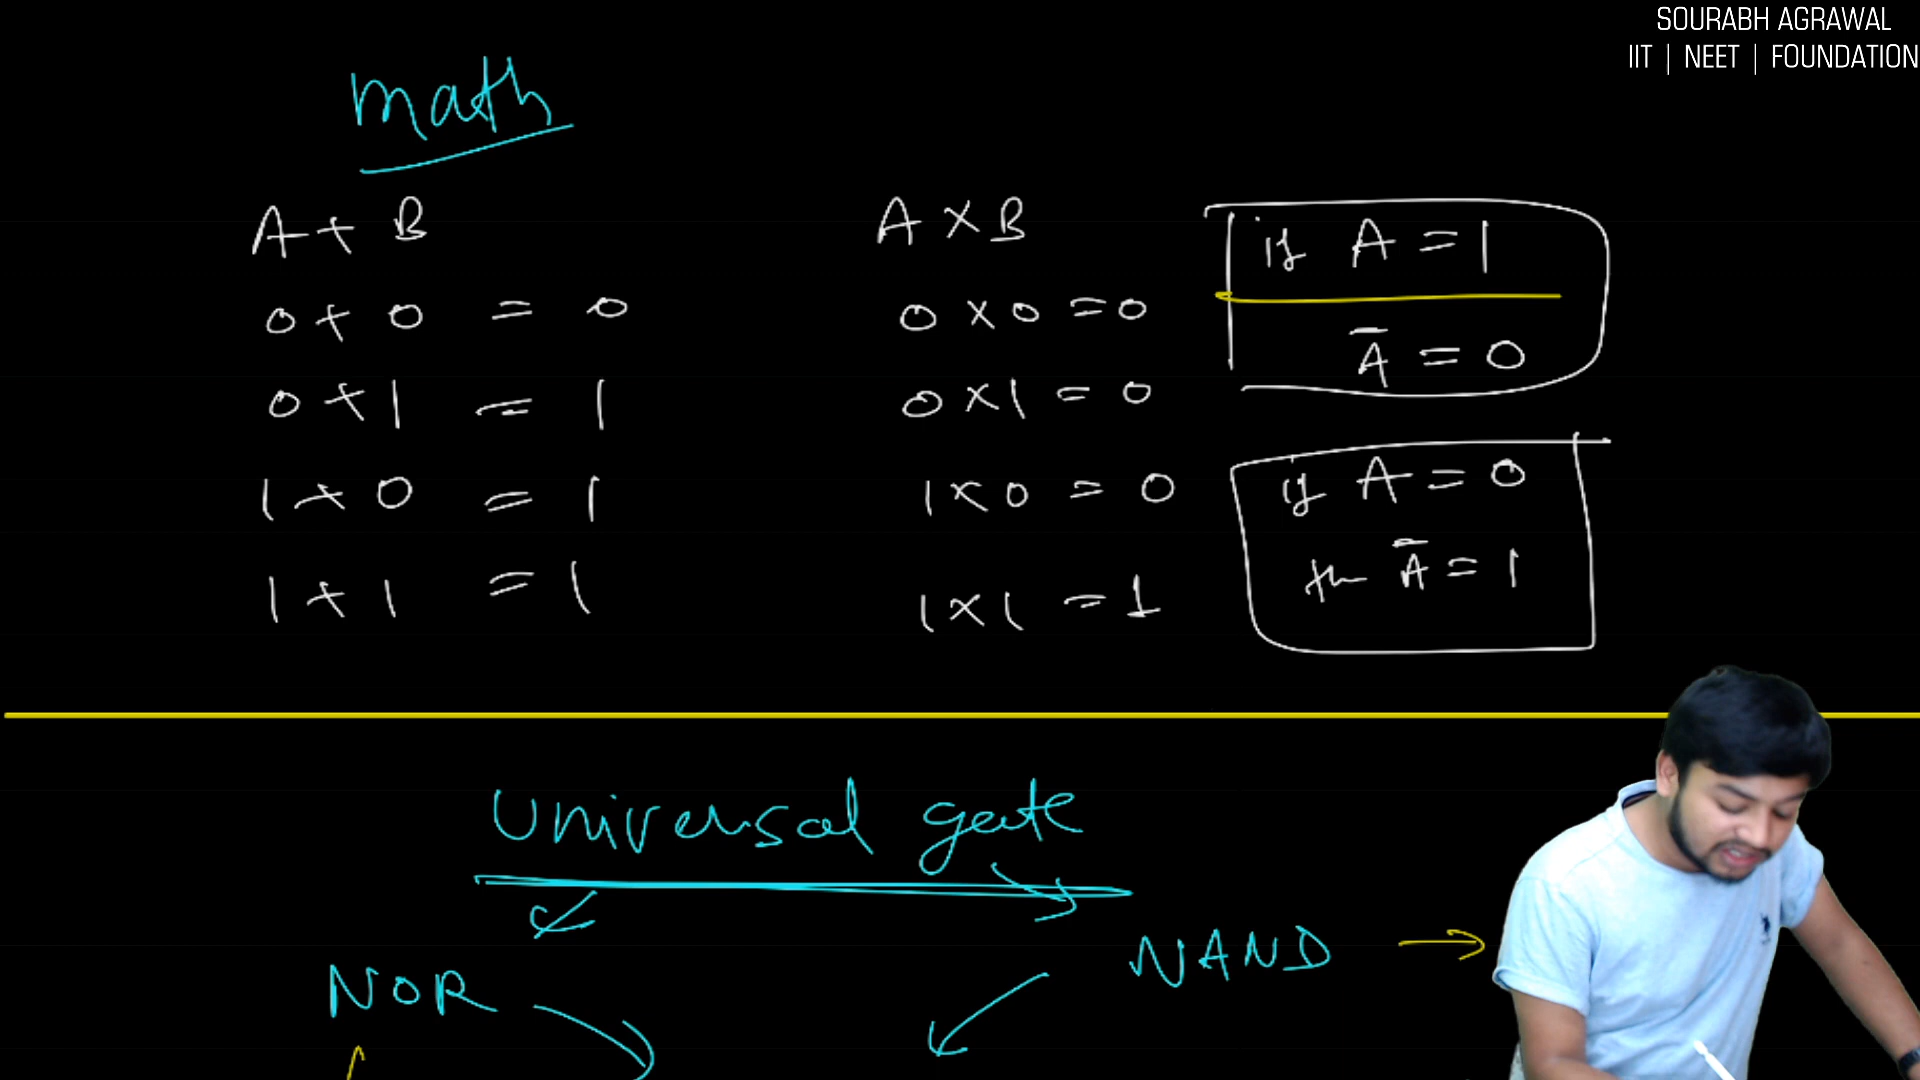 SOURABH AGRAWAL
IIT | NEET | FOUNDATION
math
A + B
0 + 0 = 0
0 + 1 = 1
1 + 0 = 1
1 + 1 = 1
A × B
0 × 0 = 0
0 × 1 = 0
1 × 0 = 0
1 × 1 = 1
if A = 1
Ā = 0
if A = 0
then Ā = 1
Universal gate
NOR
NAND